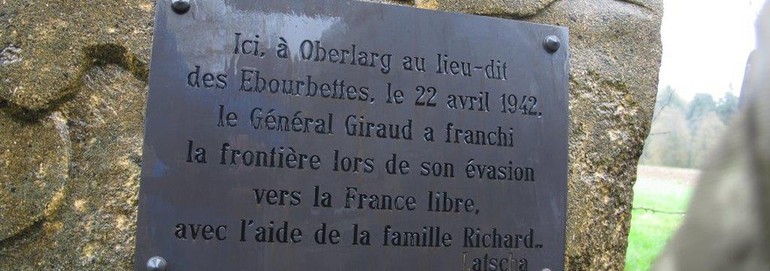 Ici, à Oberlarg au lieu-dit
des Ebourbettes, le 22 avril 1942,
le Général Giraud a franchi
la frontière lors de son évasion
vers la France libre,
avec l'aide de la famille Richard..
Latscha